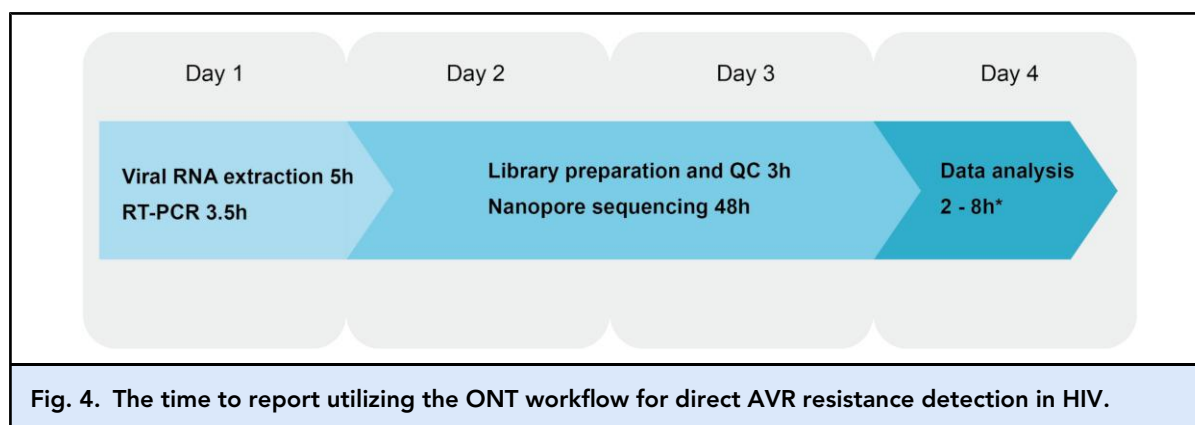 Day 1
Day 2
Day 3
Day 4
Viral RNA extraction 5h
RT-PCR 3.5h
Library preparation and QC 3h
Nanopore sequencing 48h
Data analysis
2 - 8h*
Fig. 4. The time to report utilizing the ONT workflow for direct AVR resistance detection in HIV.